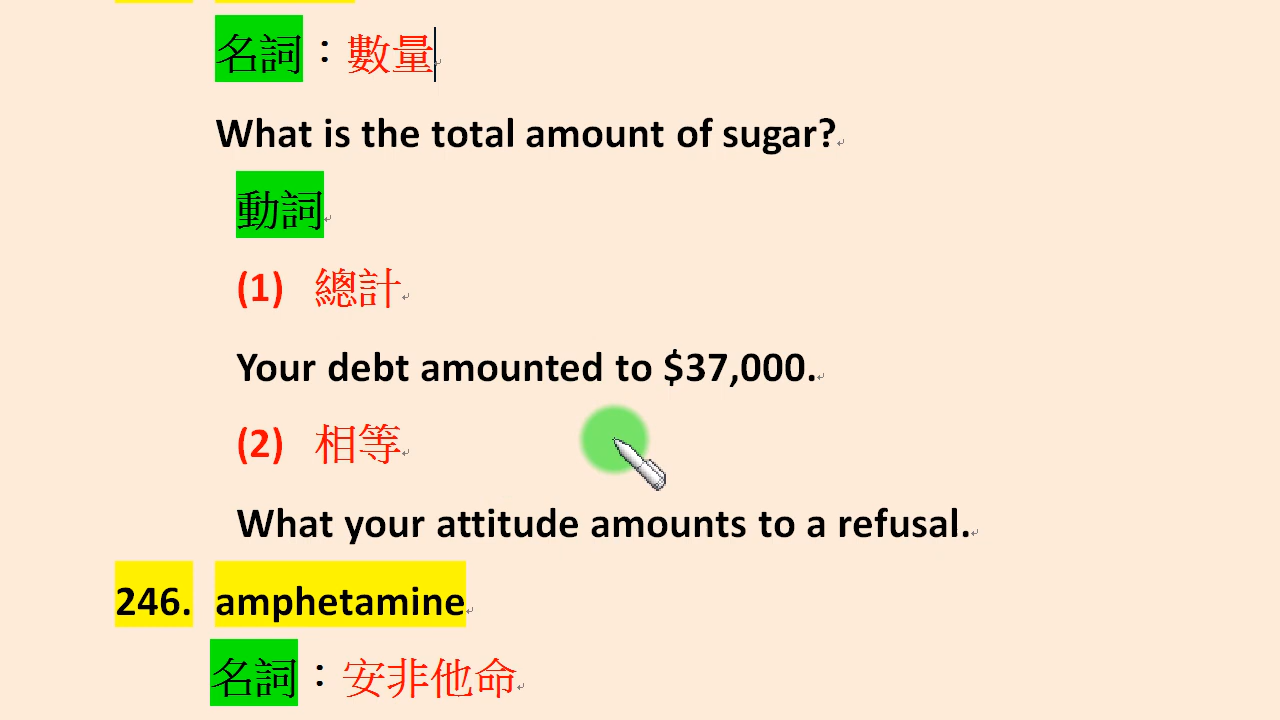 名詞：數量
What is the total amount of sugar?
動詞
(1) 總計
Your debt amounted to $37,000.
(2) 相等
What your attitude amounts to a refusal.
246. amphetamine
名詞：安非他命